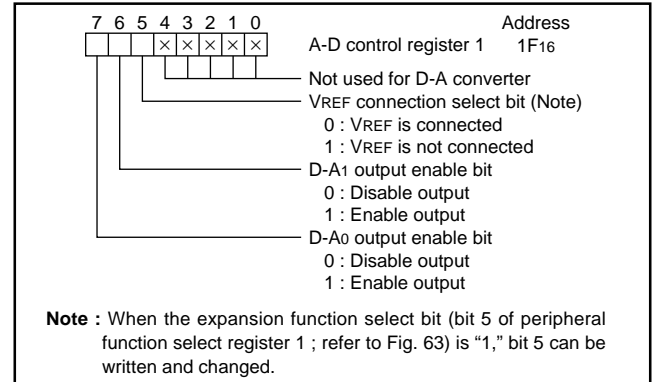 7 6 5 4 3 2 1 0
Address
× × × × ×
A-D control register 1 1F16
Not used for D-A converter
VREF connection select bit (Note)
0 : VREF is connected
1 : VREF is not connected
D-A1 output enable bit
0 : Disable output
1 : Enable output
D-A0 output enable bit
0 : Disable output
1 : Enable output
Note : When the expansion function select bit (bit 5 of peripheral
function select register 1 ; refer to Fig. 63) is “1,” bit 5 can be
written and changed.